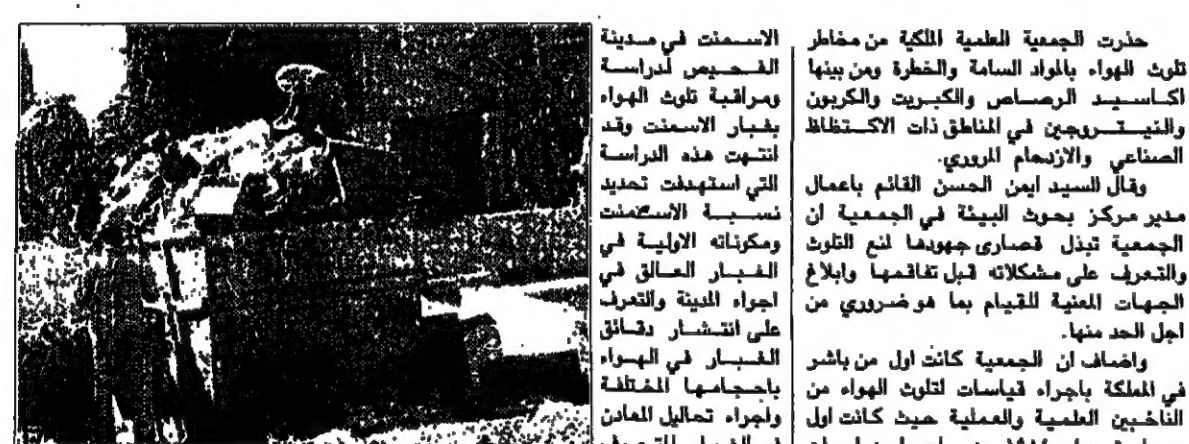 حذرت الجمعية العلمية الملكية من مخاطر
تلوث الهواء بالمواد السامة والخطرة ومن بينها
اكاسيد الرصاص والكبريت والكربون
والنيتروجين في المناطق ذات الاكتظاظ
الصناعي والازدهام المروري.
وقال السيد ايمن الحسن القائم باعمال
مدير مركز بحوث البيئة في الجمعية ان
الجمعية تبذل قصارى جهودها لمنع التلوث
والتعرف على مشكلاته قبل تفاقمها وابلاغ
الجهات المعنية للقيام بما هو ضروري من
اجل الحد منها.
واضاف ان الجمعية كانت اول من باشر
في المملكة باجراء قياسات لتلوث الهواء من
الناحيين العلمية والعملية حيث كانت اول
الاسمنت في مدينة
الفحيص لدراسة
ومراقبة تلوث الهواء
بغبار الاسمنت وقد
انتهت هذه الدراسة
التي استهدفت تحديد
نسبة الاسمنت
ومكوناته الاولية في
الغبار العالق في
اجواء المدينة والتعرف
على انتشار دقائق
الغبار في الهواء
باحجامها المختلفة
واجراء تحاليل المعادن